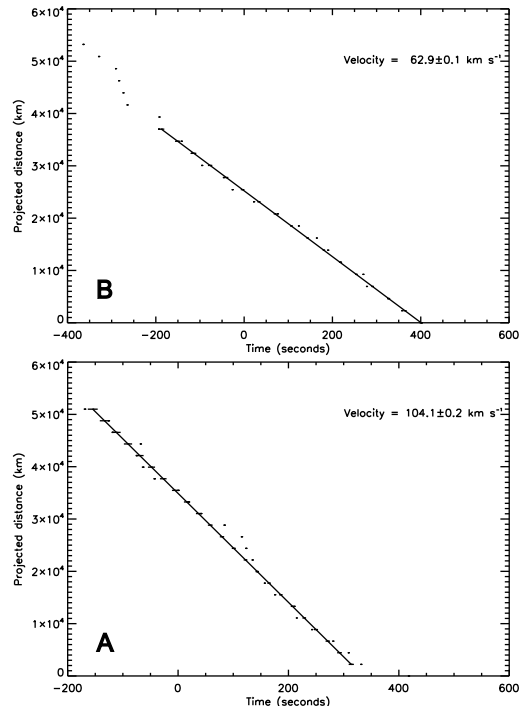 6×10⁴
5×10⁴
4×10⁴
3×10⁴
2×10⁴
1×10⁴
0
Projected distance (km)
Velocity = 62.9±0.1 km s⁻¹
B
-400 -200 0 200 400 600
Time (seconds)
6×10⁴
5×10⁴
4×10⁴
3×10⁴
2×10⁴
1×10⁴
0
Projected distance (km)
Velocity = 104.1±0.2 km s⁻¹
A
-200 0 200 400 600
Time (seconds)